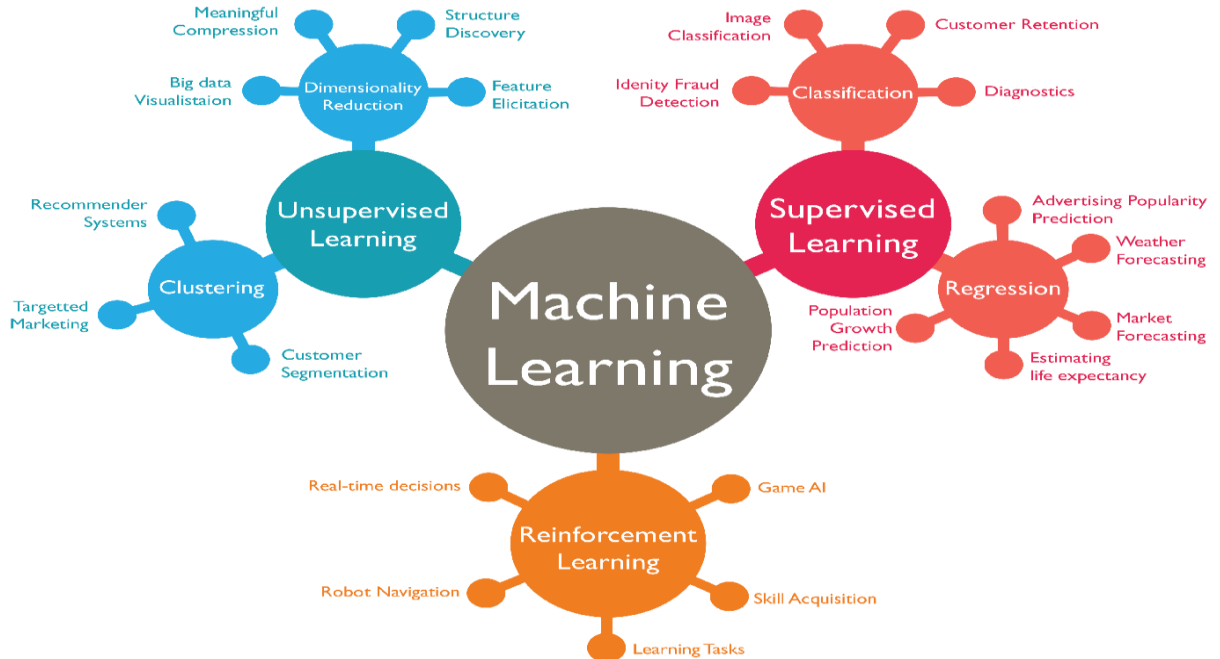 Meaningful
Compression
Structure
Discovery
Big data
Visualistaion
Dimensionality
Reduction
Feature
Elicitation
Recommender
Systems
Unsupervised
Learning
Clustering
Targetted
Marketing
Customer
Segmentation
Machine
Learning
Image
Classification
Customer Retention
Idenity Fraud
Detection
Classification
Diagnostics
Supervised
Learning
Advertising Popularity
Prediction
Weather
Forecasting
Regression
Population
Growth
Prediction
Market
Forecasting
Estimating
life expectancy
Real-time decisions
Game AI
Reinforcement
Learning
Robot Navigation
Skill Acquisition
Learning Tasks